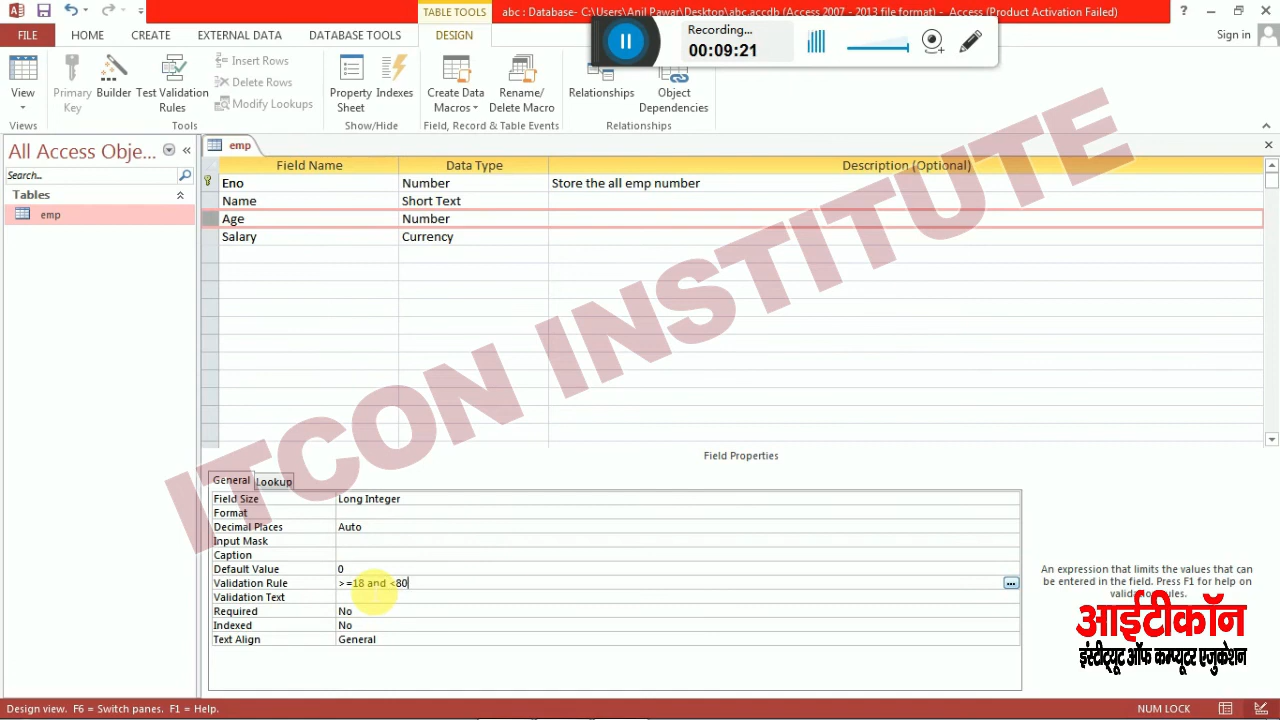 TABLE TOOLS
abc : Database- C:\Users\Anil Pawar\Desktop\abc.accdb (Access 2007 - 2013 file format) - Access (Product Activation Failed)
FILE HOME CREATE EXTERNAL DATA DATABASE TOOLS DESIGN
Sign in
Recording...
00:09:21
View
Primary Key
Builder
Test Validation Rules
Insert Rows
Delete Rows
Modify Lookups
Property Sheet
Indexes
Create Data Macros
Rename/ Delete Macro
Relationships
Object Dependencies
Views Tools Show/Hide Field, Record & Table Events Relationships
All Access Obje...
Search...
Tables
emp
emp
Field Name Data Type Description (Optional)
Eno Number Store the all emp number
Name Short Text
Age Number
Salary Currency
ITCON INSTITUTE
Field Properties
General Lookup
Field Size Long Integer
Format
Decimal Places Auto
Input Mask
Caption
Default Value 0
Validation Rule >=18 and <80
Validation Text
Required No
Indexed No
Text Align General
An expression that limits the values that can
be entered in the field. Press F1 for help on
validation rules.
आईटीकॉन
इंस्टीट्यूट ऑफ कम्प्यूटर एजुकेशन
Design view. F6 = Switch panes. F1 = Help.
NUM LOCK